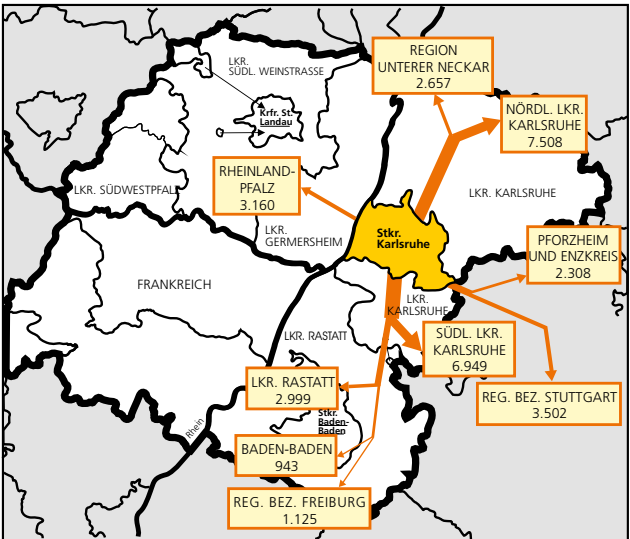 REGION
UNTERER NECKAR
2.657
LKR.
SÜDL. WEINSTRASSE
NÖRDL. LKR.
KARLSRUHE
7.508
Krfr. St.
Landau
RHEINLAND-
PFALZ
3.160
LKR. SÜDWESTPFALZ
LKR. KARLSRUHE
Stkr.
Karlsruhe
LKR.
GERMERSHEIM
PFORZHEIM
UND ENZKREIS
2.308
FRANKREICH
LKR.
KARLSRUHE
LKR. RASTATT
SÜDL. LKR.
KARLSRUHE
6.949
LKR. RASTATT
2.999
REG. BEZ. STUTTGART
3.502
Stkr.
Baden-
Baden
Rhein
BADEN-BADEN
943
REG. BEZ. FREIBURG
1.125